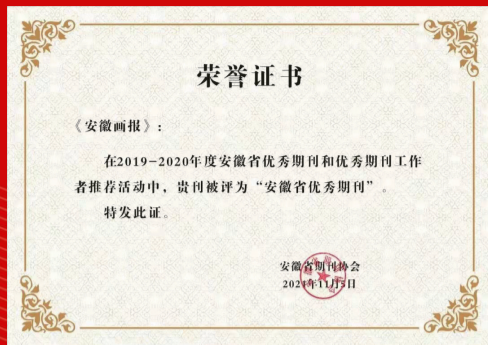 荣誉证书
《安徽画报》：
在2019-2020年度安徽省优秀期刊和优秀期刊工作
者推荐活动中，贵刊被评为“安徽省优秀期刊”。
特发此证。
安徽省期刊协会
2021年11月5日